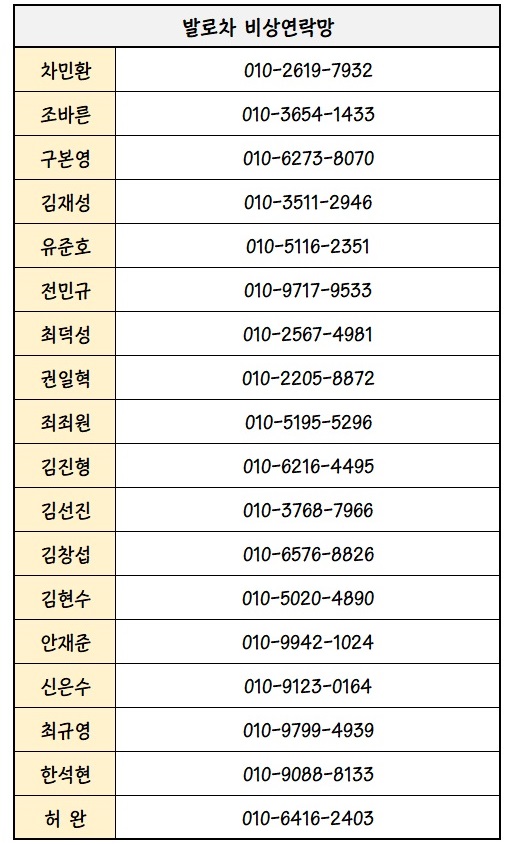 발로차 비상연락망
차민환 010-2619-7932
조바른 010-3654-1433
구본영 010-6273-8070
김재성 010-3511-2946
유준호 010-5116-2351
전민규 010-9717-9533
최덕성 010-2567-4981
권일혁 010-2205-8872
죄죄원 010-5195-5296
김진형 010-6216-4495
김선진 010-3768-7966
김창섭 010-6576-8826
김현수 010-5020-4890
안재준 010-9942-1024
신은수 010-9123-0164
최규영 010-9799-4939
한석현 010-9088-8133
허 완 010-6416-2403